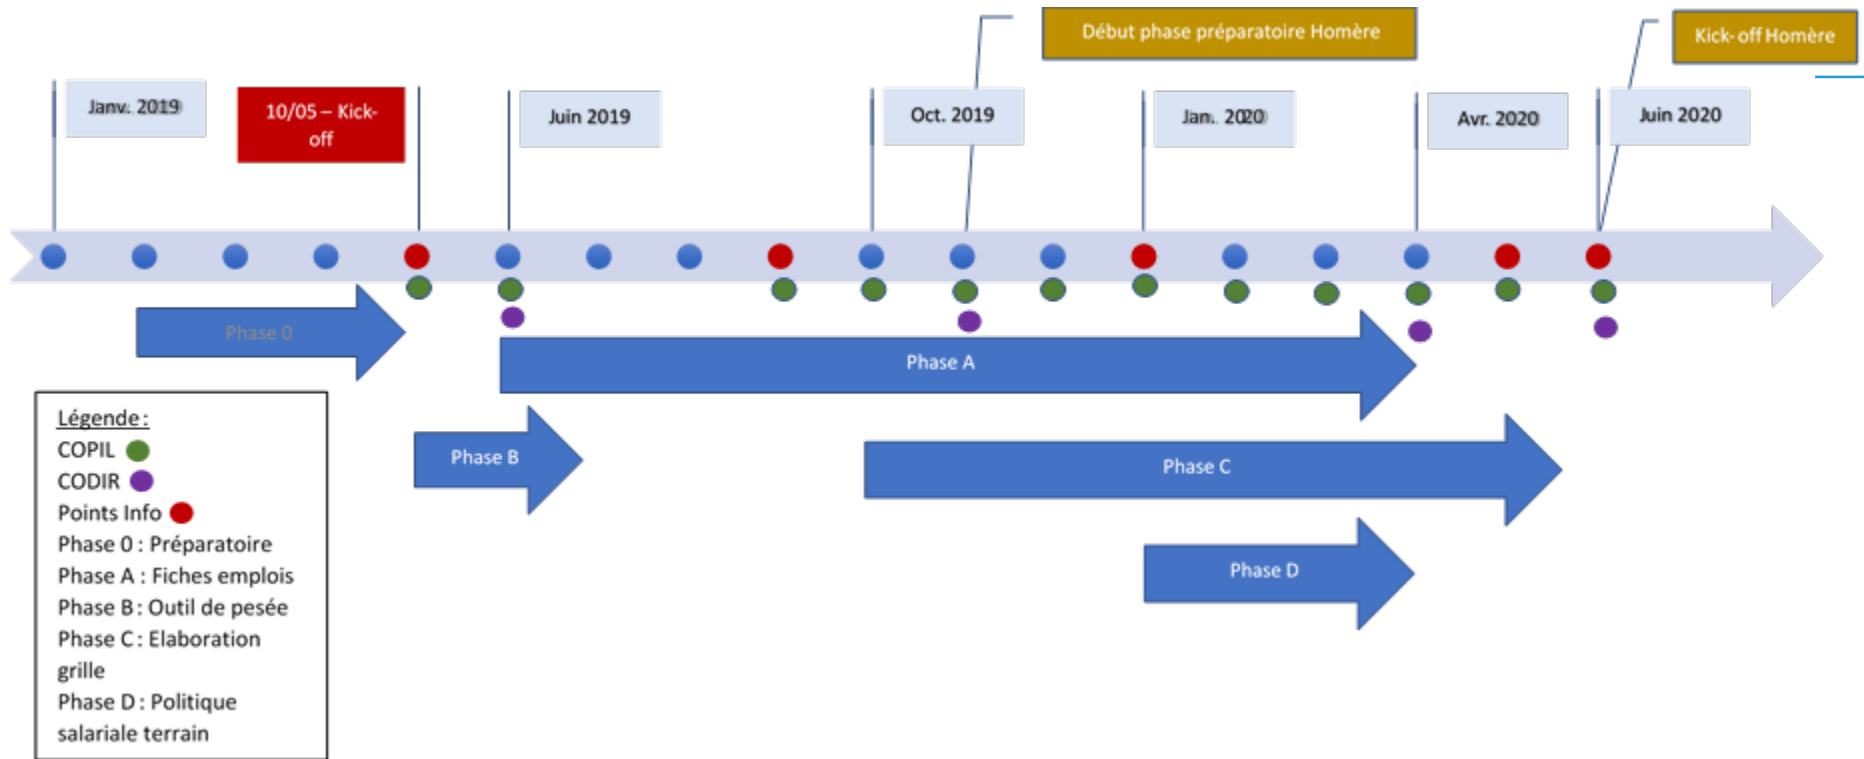 Début phase préparatoire Homère
Kick- off Homère
Janv. 2019
10/05 – Kick-
off
Juin 2019
Oct. 2019
Jan. 2020
Avr. 2020
Juin 2020
Phase 0
Phase A
Phase B
Phase C
Phase D
Légende :
COPIL
CODIR
Points Info
Phase 0 : Préparatoire
Phase A : Fiches emplois
Phase B : Outil de pesée
Phase C : Elaboration
grille
Phase D : Politique
salariale terrain